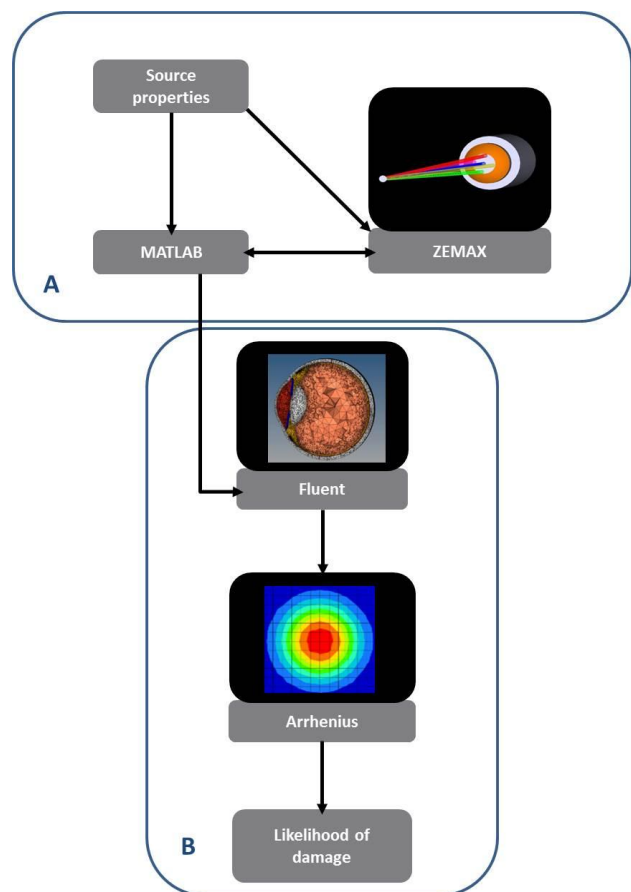 Source
properties
MATLAB
ZEMAX
A
Fluent
Arrhenius
Likelihood of
damage
B